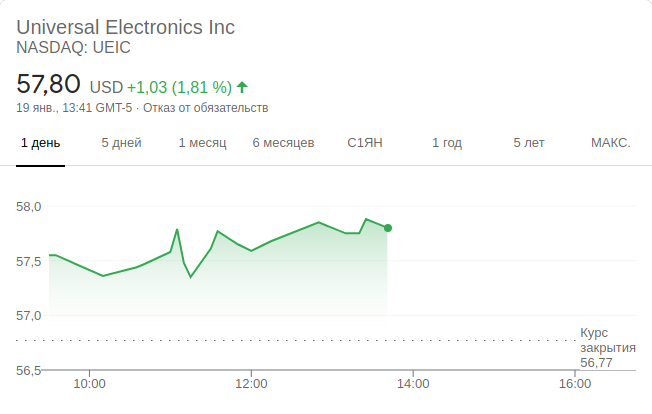 Universal Electronics Inc
NASDAQ: UEIC
57,80 USD +1,03 (1,81 %)
19 янв., 13:41 GMT-5 · Отказ от обязательств
1 день 5 дней 1 месяц 6 месяцев С1ЯН 1 год 5 лет МАКС.
58,0
57,5
57,0
Курс
закрытия
56,77
56,5
10:00 12:00 14:00 16:00